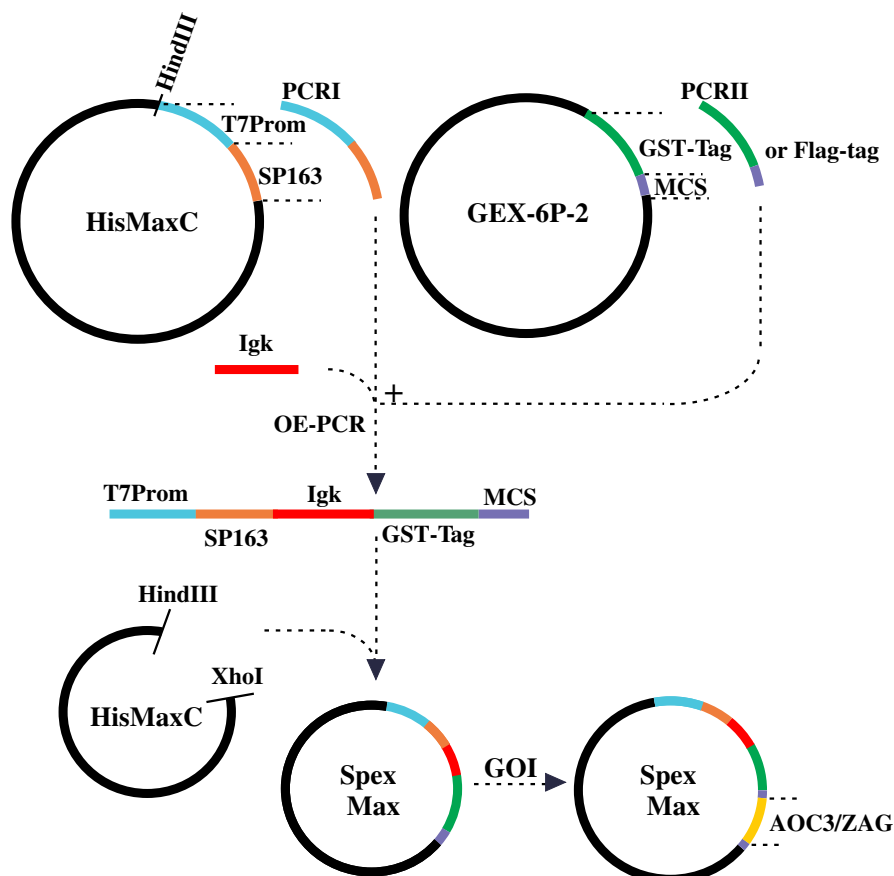 HindIII
PCRI
T7Prom
SP163
HisMaxC
PCRII
GST-Tag
or Flag-tag
MCS
GEX-6P-2
Igk
+
OE-PCR
T7Prom
Igk
MCS
SP163
GST-Tag
HindIII
XhoI
HisMaxC
Spex
Max
GOI
Spex
Max
AOC3/ZAG